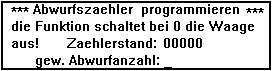 *** Abwurfszaehler programmieren ***
die Funktion schaltet bei 0 die Waage
aus! Zaehlerstand: 00000
gew. Abwurfanzahl: _